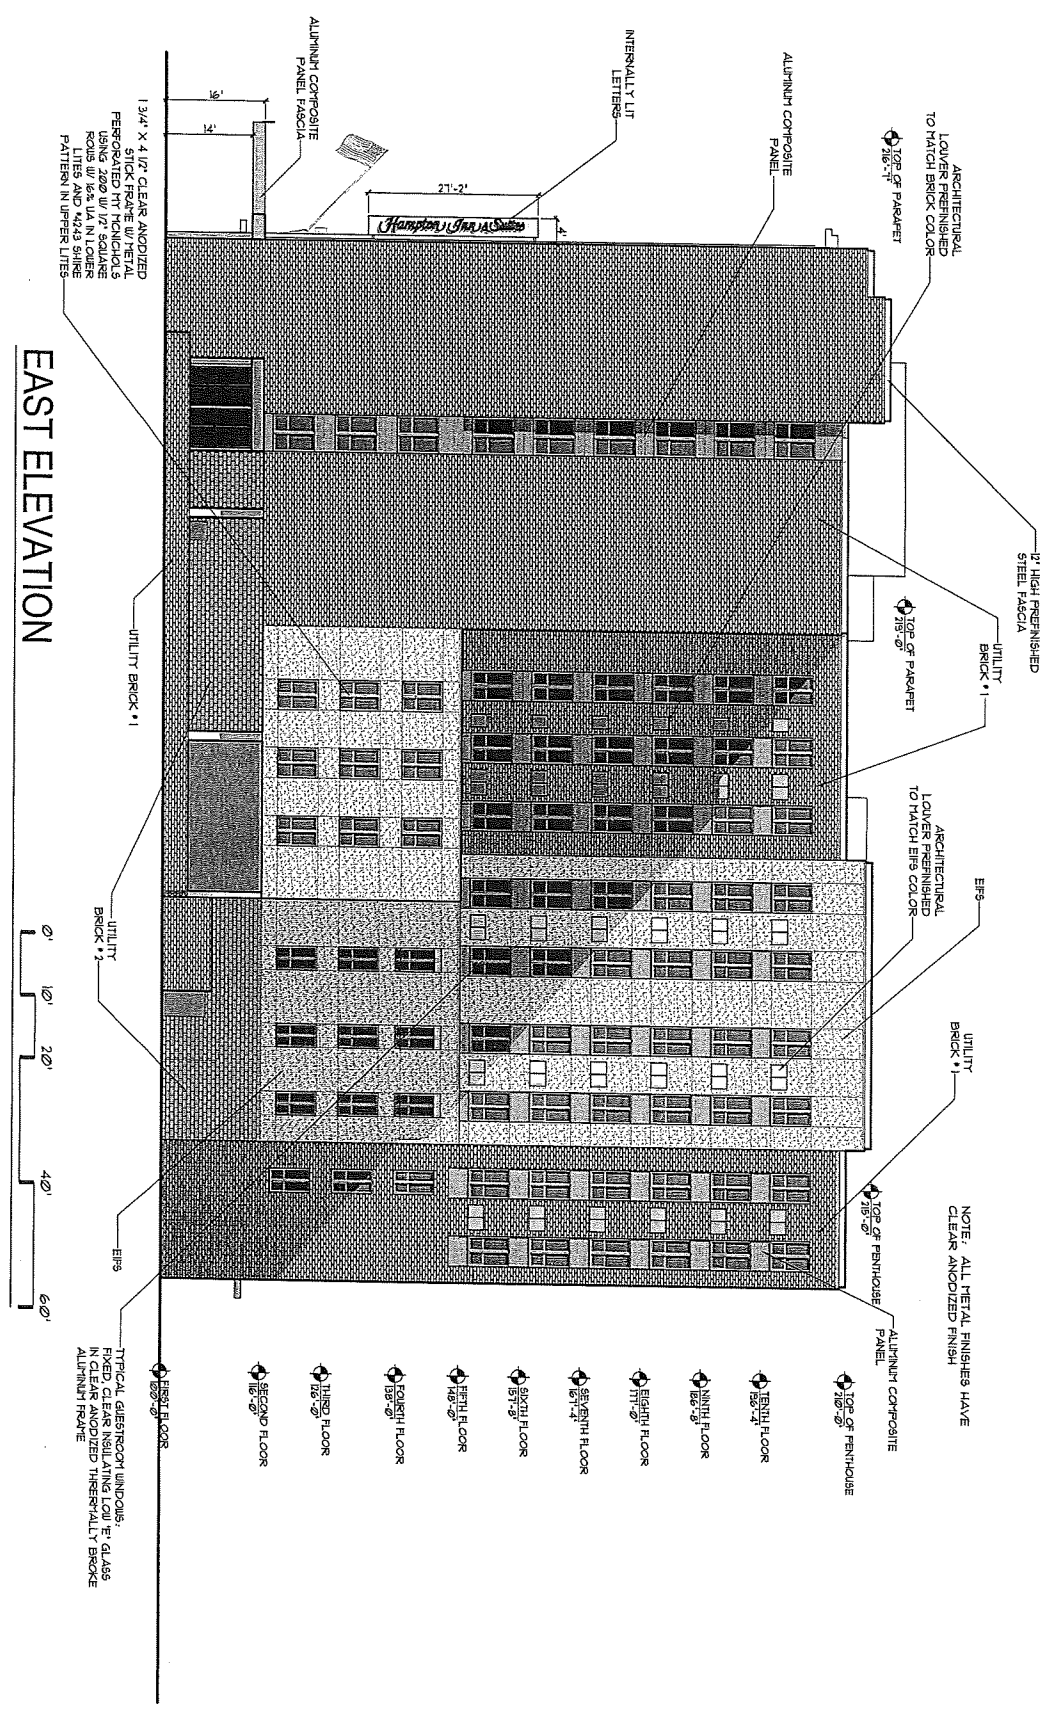 12" HIGH PREFINISHED
STEEL FASCIA
ARCHITECTURAL
LOUVER PREFINISHED
TO MATCH BRICK COLOR
UTILITY
BRICK #1
EIFS
UTILITY
BRICK #1
NOTE: ALL METAL FINISHES HAVE
CLEAR ANODIZED FINISH
ARCHITECTURAL
LOUVER PREFINISHED
TO MATCH EIFS COLOR
TOP OF PARAPET
216'-7"
TOP OF PARAPET
219'-0"
TOP OF PENTHOUSE
215'-0"
ALUMINUM COMPOSITE
PANEL
ALUMINUM COMPOSITE
PANEL
TOP OF PENTHOUSE
210'-0"
TENTH FLOOR
196'-4"
NINTH FLOOR
186'-8"
EIGHTH FLOOR
177'-0"
SEVENTH FLOOR
167'-4"
SIXTH FLOOR
157'-8"
FIFTH FLOOR
148'-0"
FOURTH FLOOR
138'-0"
THIRD FLOOR
126'-0"
SECOND FLOOR
116'-0"
FIRST FLOOR
100'-0"
INTERNALLY LIT
LETTERS
27'-2"
4'
Hampton Inn & Suites
ALUMINUM COMPOSITE
PANEL FASCIA
16'
14'
1 3/4" X 4 1/2" CLEAR ANODIZED
STICK FRAME W/ METAL
PERFORATED MY MCNICHOLS
USING 200 W/ 1/2" SQUARE
ROWS W/ 16% UA IN LOWER
LITES AND #4243 SHIRE
PATTERN IN UPPER LITES
UTILITY BRICK #1
UTILITY
BRICK #2
EIFS
TYPICAL GUESTROOM WINDOWS:
FIXED, CLEAR INSULATING LOW 'E' GLASS
IN CLEAR ANODIZED THRERMALLY BROKE
ALUMINUM FRAME
EAST ELEVATION
0' 10' 20' 40' 60'